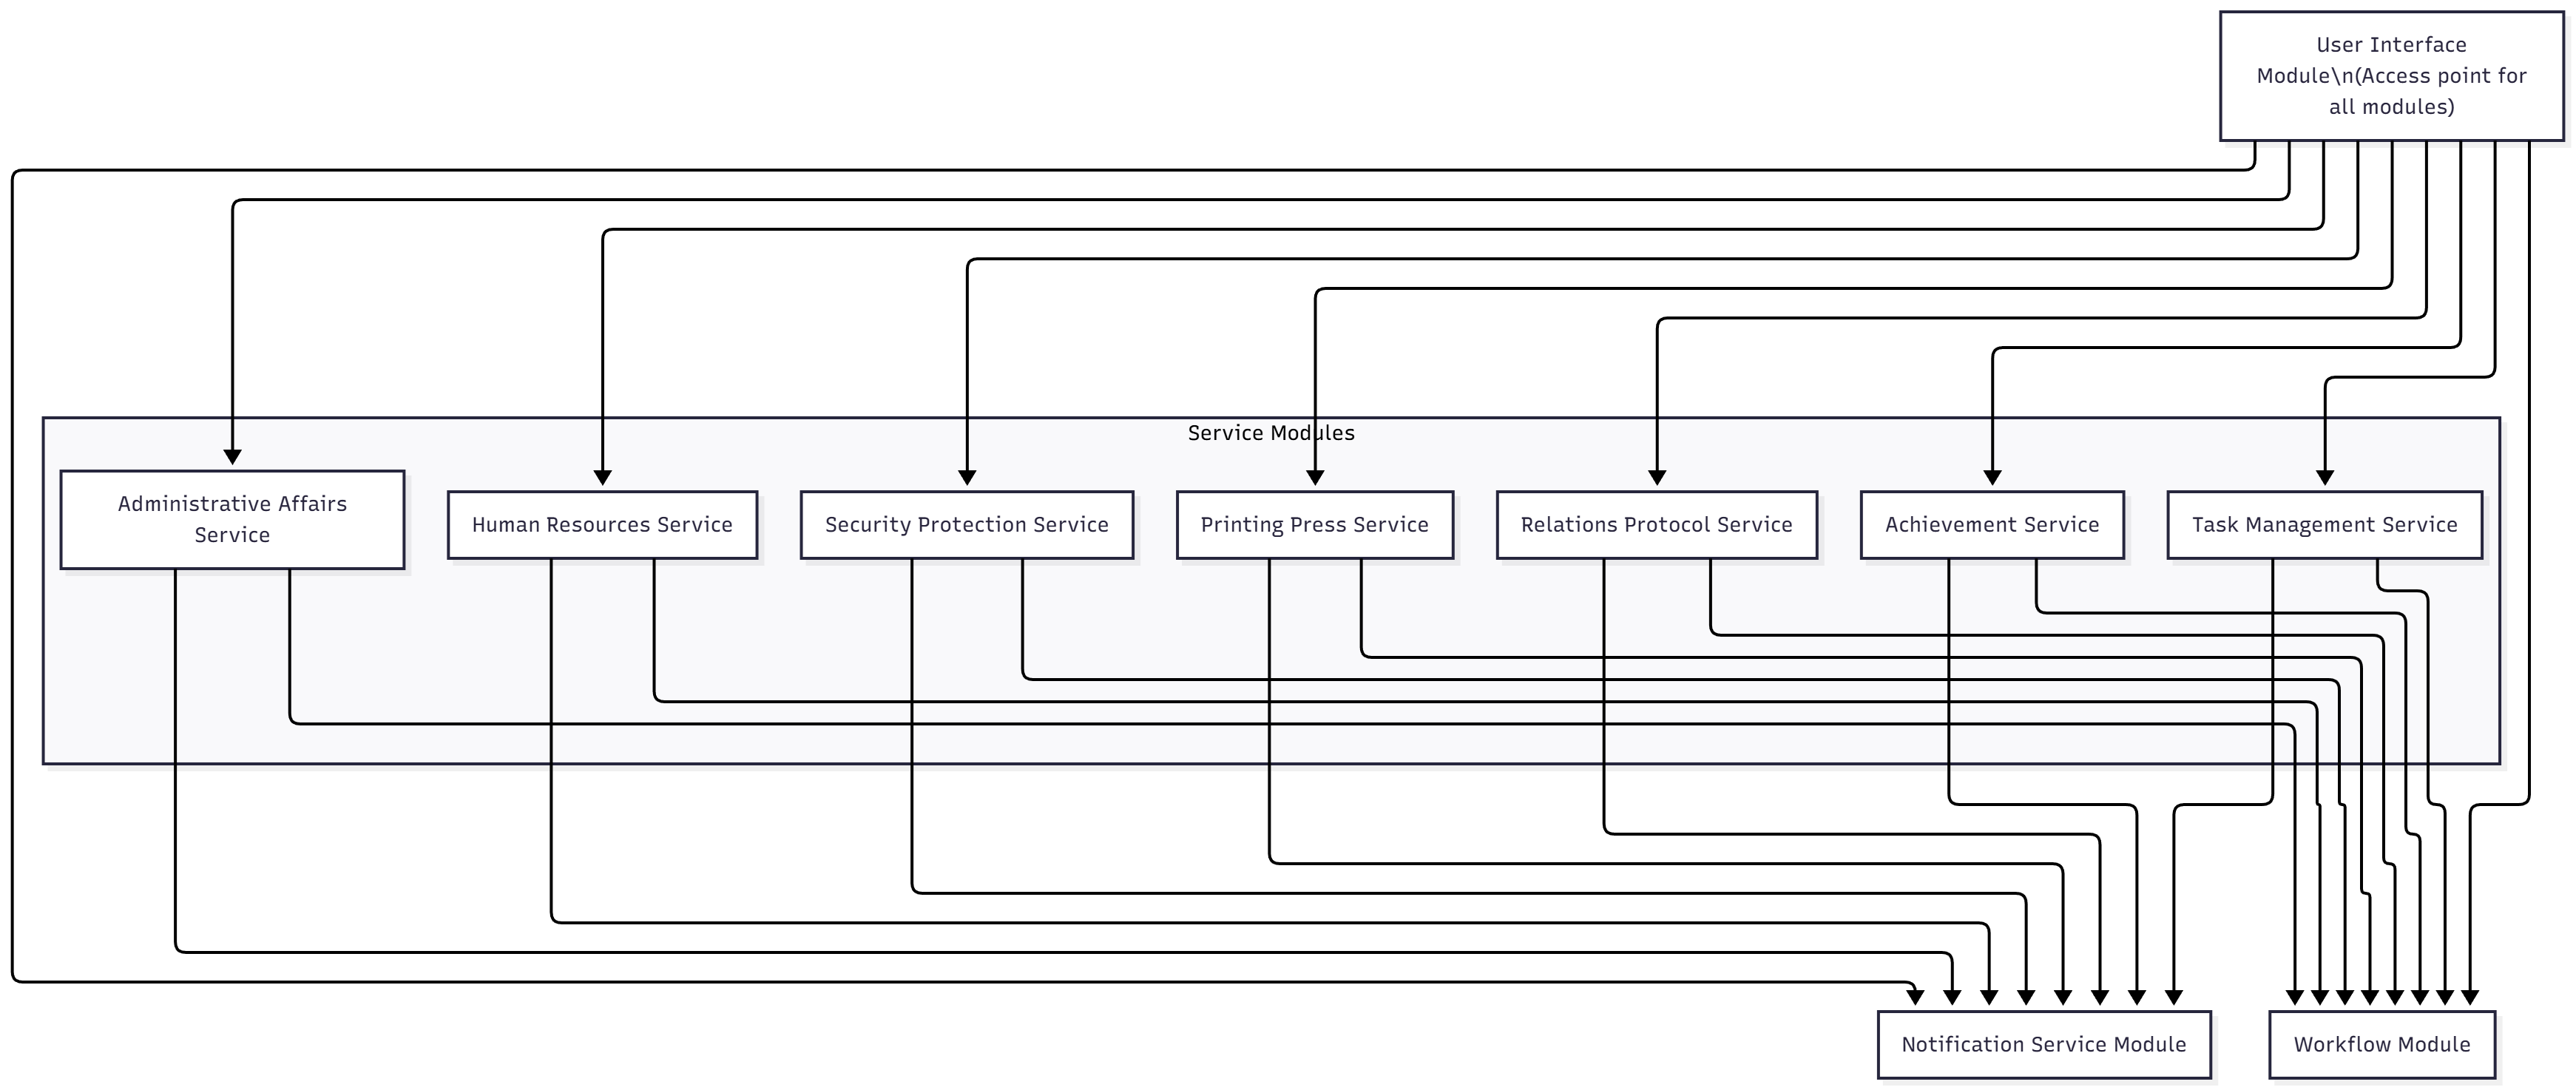 User Interface
Module\n(Access point for
all modules)
Service Modules
Administrative Affairs
Service
Human Resources Service
Security Protection Service
Printing Press Service
Relations Protocol Service
Achievement Service
Task Management Service
Notification Service Module
Workflow Module